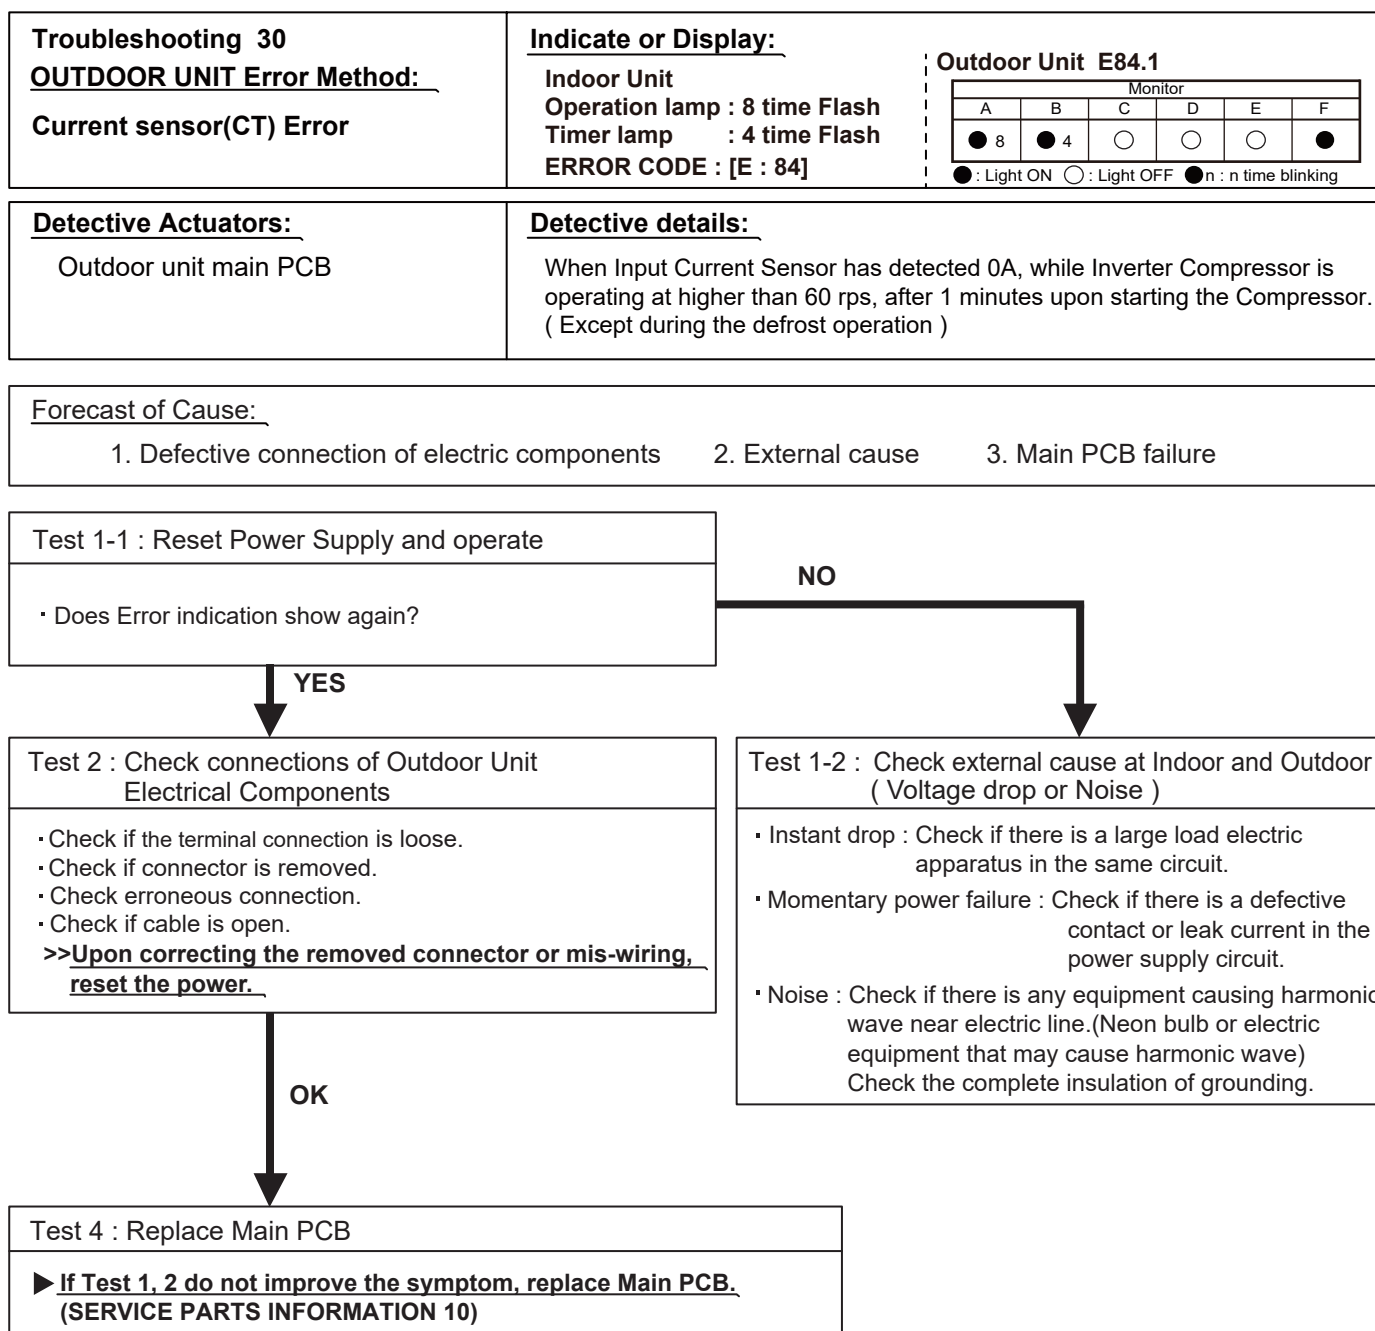 Troubleshooting 30
OUTDOOR UNIT Error Method:
Current sensor(CT) Error
Indicate or Display:
Indoor Unit
Operation lamp : 8 time Flash
Timer lamp : 4 time Flash
ERROR CODE : [E : 84]
Outdoor Unit E84.1
Monitor
A B C D E F
● 8 ● 4 ○ ○ ○ ●
● : Light ON ○ : Light OFF ●n : n time blinking
Detective Actuators:
Outdoor unit main PCB
Detective details:
When Input Current Sensor has detected 0A, while Inverter Compressor is
operating at higher than 60 rps, after 1 minutes upon starting the Compressor.
( Except during the defrost operation )
Forecast of Cause:
1. Defective connection of electric components 2. External cause 3. Main PCB failure
Test 1-1 : Reset Power Supply and operate
▪ Does Error indication show again?
NO
YES
Test 2 : Check connections of Outdoor Unit
Electrical Components
▪ Check if the terminal connection is loose.
▪ Check if connector is removed.
▪ Check erroneous connection.
▪ Check if cable is open.
>>Upon correcting the removed connector or mis-wiring,
reset the power.
Test 1-2 : Check external cause at Indoor and Outdoor
( Voltage drop or Noise )
▪ Instant drop : Check if there is a large load electric
apparatus in the same circuit.
▪ Momentary power failure : Check if there is a defective
contact or leak current in the
power supply circuit.
▪ Noise : Check if there is any equipment causing harmonic
wave near electric line.(Neon bulb or electric
equipment that may cause harmonic wave)
Check the complete insulation of grounding.
OK
Test 4 : Replace Main PCB
▶ If Test 1, 2 do not improve the symptom, replace Main PCB.
(SERVICE PARTS INFORMATION 10)